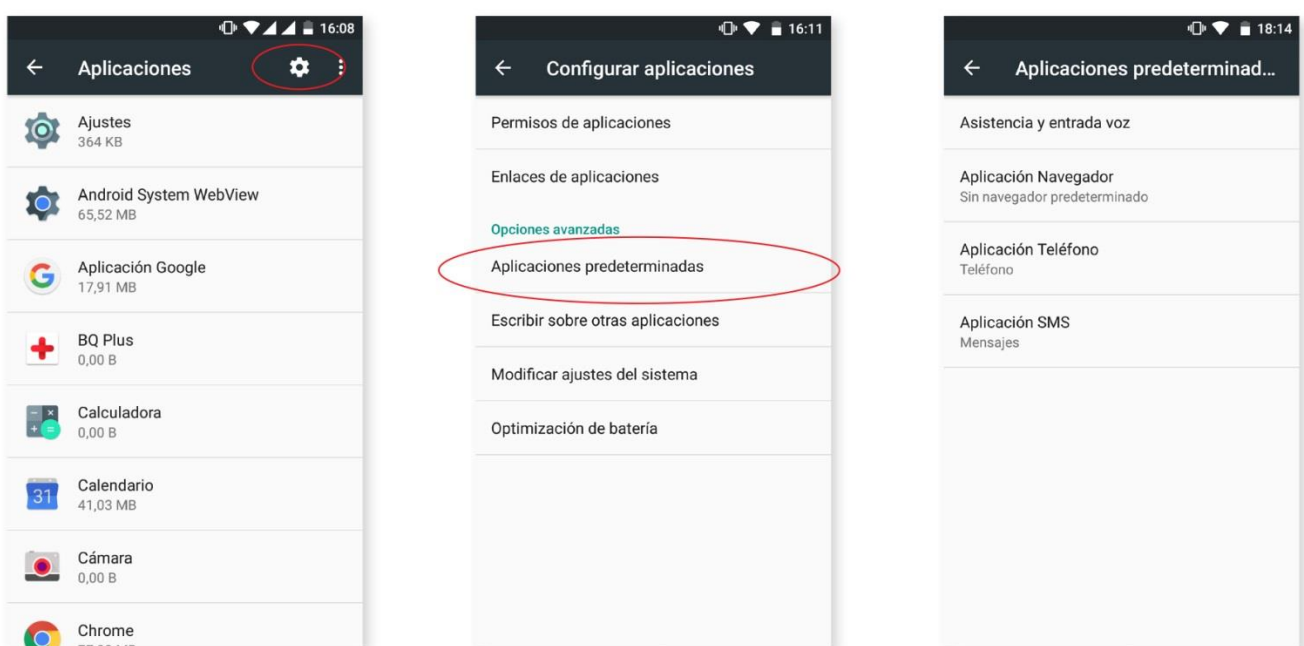 16:08
Aplicaciones
Ajustes
364 KB
Android System WebView
65,52 MB
Aplicación Google
17,91 MB
BQ Plus
0,00 B
Calculadora
0,00 B
31
Calendario
41,03 MB
Cámara
0,00 B
Chrome
16:11
Configurar aplicaciones
Permisos de aplicaciones
Enlaces de aplicaciones
Opciones avanzadas
Aplicaciones predeterminadas
Escribir sobre otras aplicaciones
Modificar ajustes del sistema
Optimización de batería
18:14
Aplicaciones predeterminad...
Asistencia y entrada voz
Aplicación Navegador
Sin navegador predeterminado
Aplicación Teléfono
Teléfono
Aplicación SMS
Mensajes